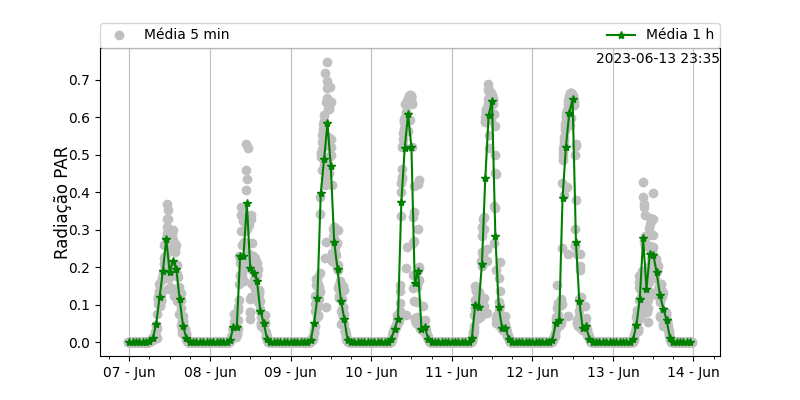 Média 5 min
Média 1 h
2023-06-13 23:35
Radiação PAR
0.7
0.6
0.5
0.4
0.3
0.2
0.1
0.0
07 - Jun
08 - Jun
09 - Jun
10 - Jun
11 - Jun
12 - Jun
13 - Jun
14 - Jun